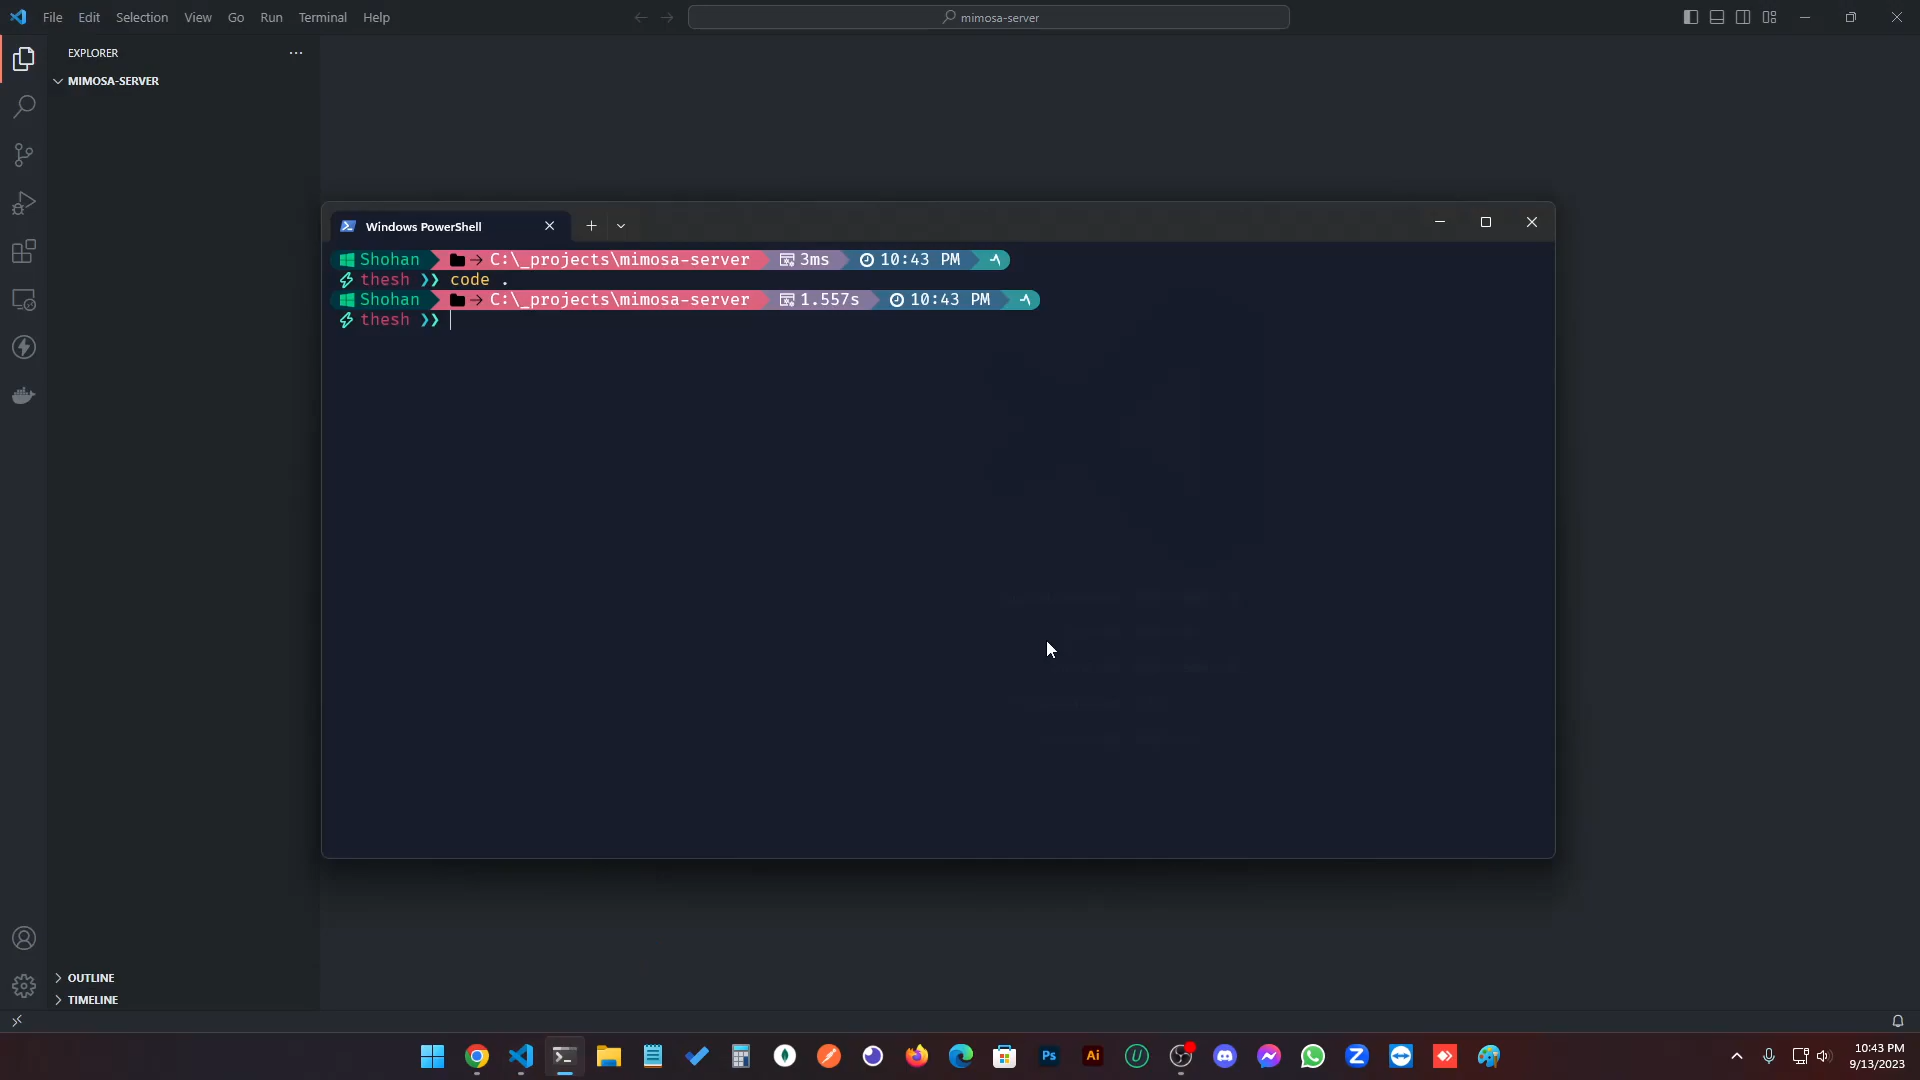 File Edit Selection View Go Run Terminal Help
mimosa-server
EXPLORER
MIMOSA-SERVER
Windows PowerShell
Shohan → C:\_projects\mimosa-server 3ms 10:43 PM
thesh ❯❯ code .
Shohan → C:\_projects\mimosa-server 1.557s 10:43 PM
thesh ❯❯
OUTLINE
TIMELINE
Ps
Ai
U
Z
10:43 PM
9/13/2023